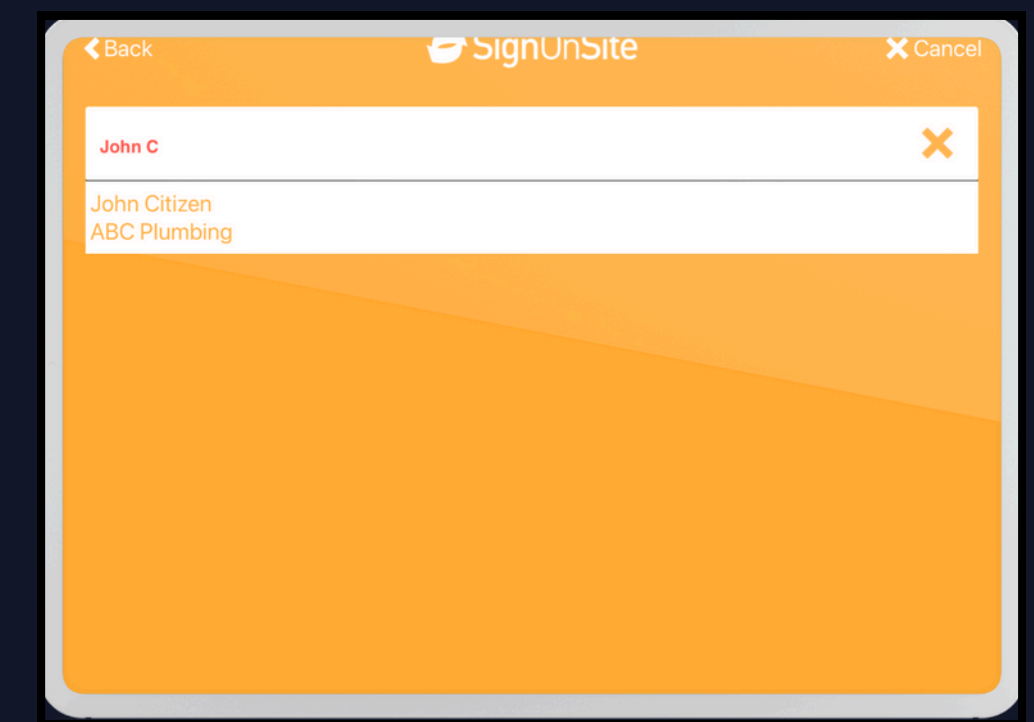 Back
SignOnSite
Cancel
John C
John Citizen
ABC Plumbing